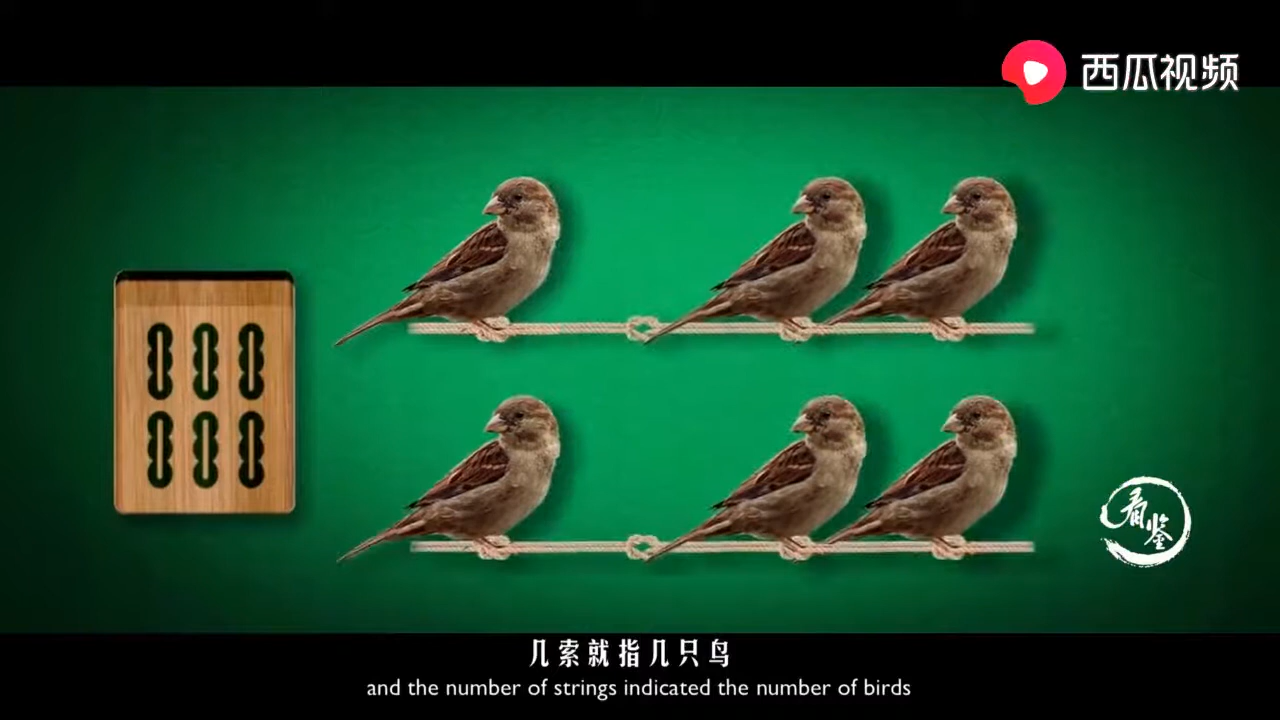 西瓜视频
看鉴
几索就指几只鸟
and the number of strings indicated the number of birds